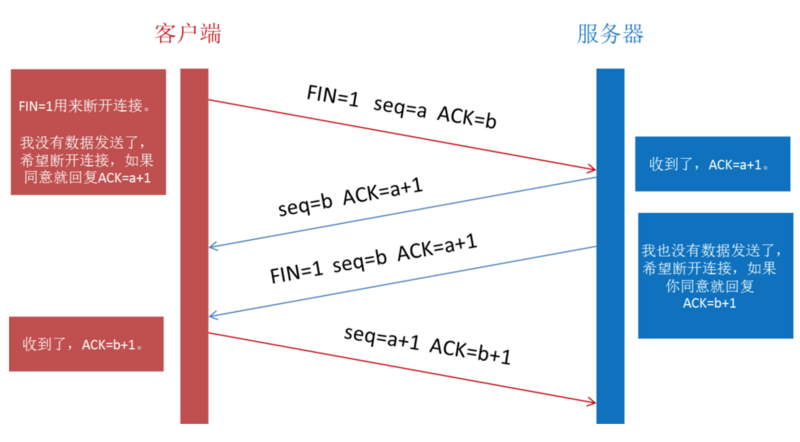 客户端
服务器
FIN=1用来断开连接。
我没有数据发送了，
希望断开连接，如果
同意就回复ACK=a+1
FIN=1 seq=a ACK=b
收到了，ACK=a+1。
seq=b ACK=a+1
我也没有数据发送了，
希望断开连接，如果
你同意就回复
ACK=b+1
FIN=1 seq=b ACK=a+1
收到了，ACK=b+1。
seq=a+1 ACK=b+1